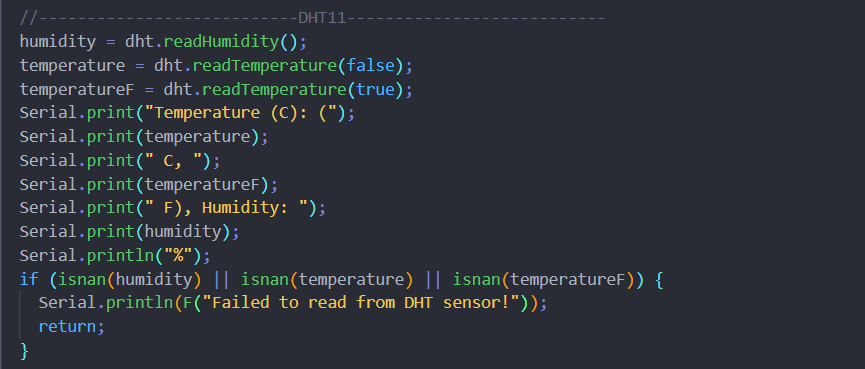 //---------------------------DHT11---------------------------
humidity = dht.readHumidity();
temperature = dht.readTemperature(false);
temperatureF = dht.readTemperature(true);
Serial.print("Temperature (C): (");
Serial.print(temperature);
Serial.print(" C, ");
Serial.print(temperatureF);
Serial.print(" F), Humidity: ");
Serial.print(humidity);
Serial.println("%");
if (isnan(humidity) || isnan(temperature) || isnan(temperatureF)) {
  Serial.println(F("Failed to read from DHT sensor!"));
  return;
}